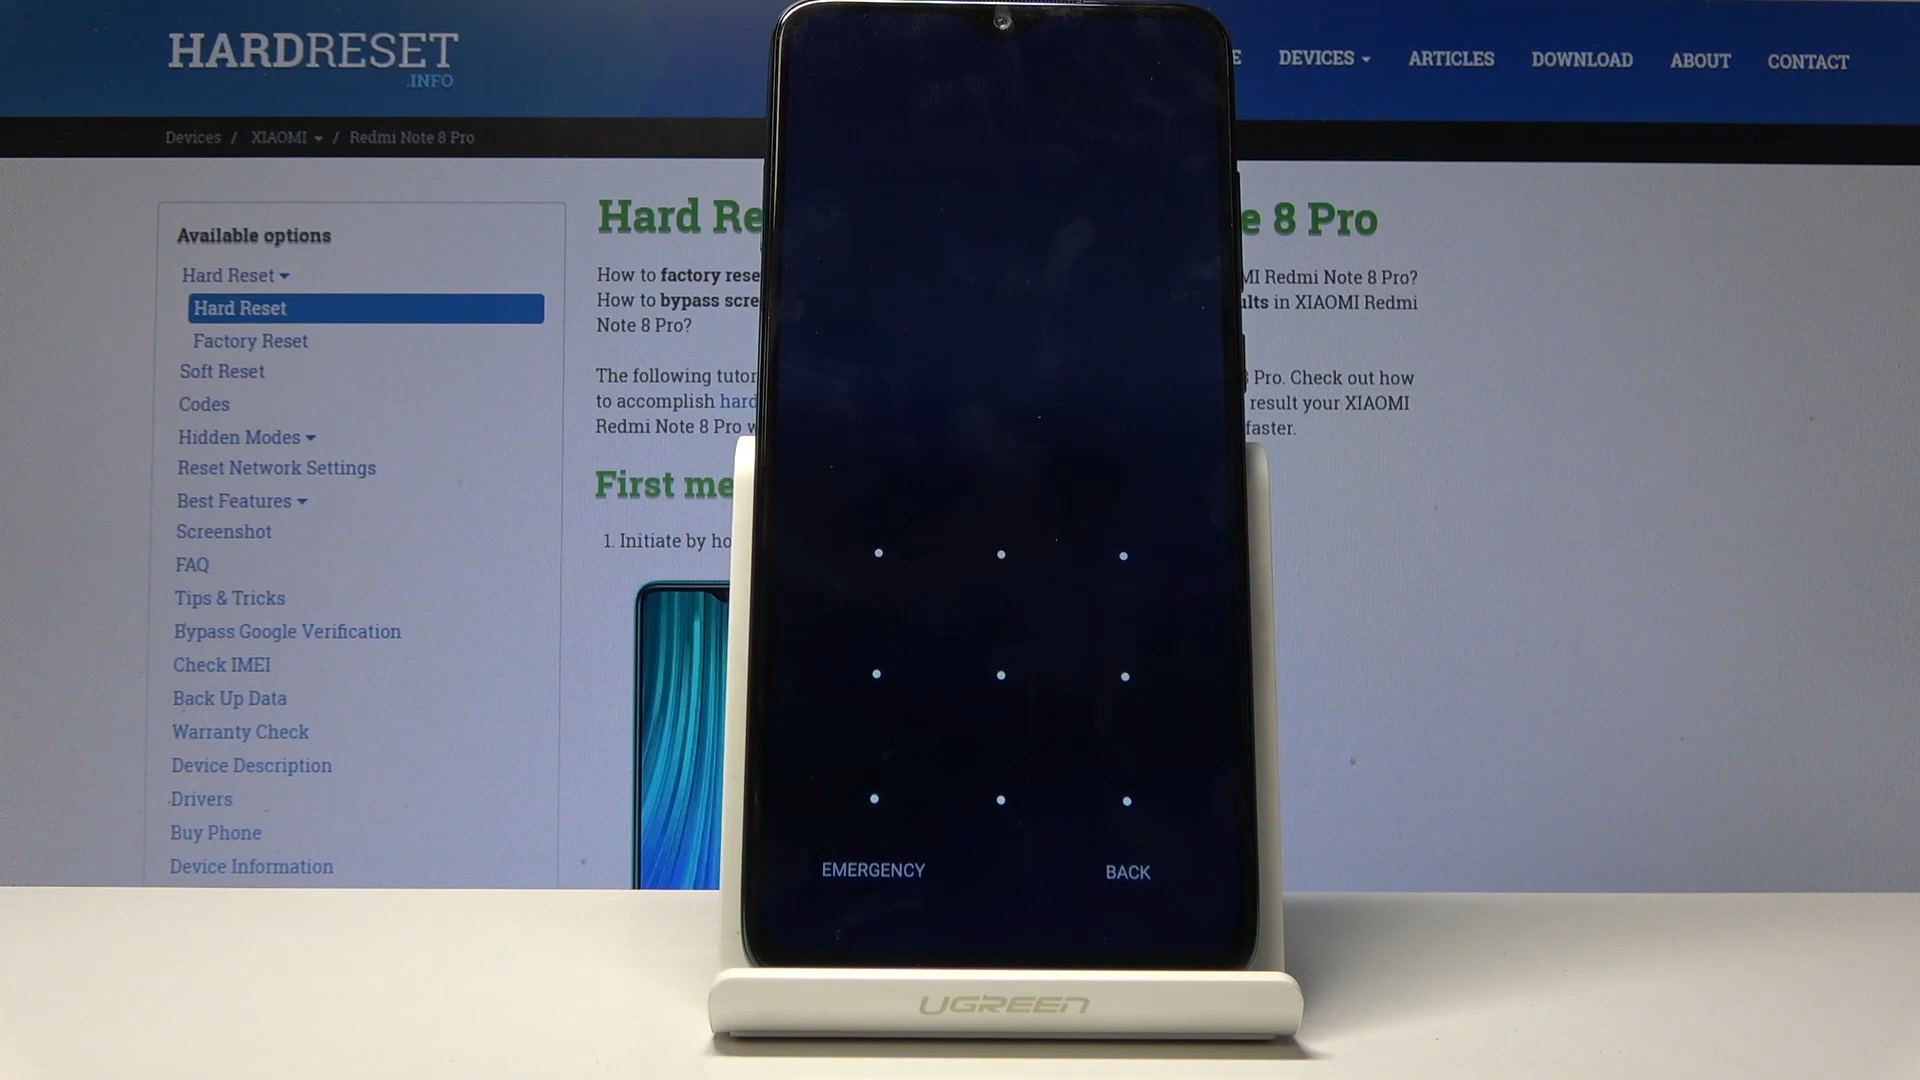 HARDRESET
.INFO
E DEVICES ARTICLES DOWNLOAD ABOUT CONTACT
Devices / XIAOMI / Redmi Note 8 Pro
Available options
Hard Reset
Hard Reset
Factory Reset
Soft Reset
Codes
Hidden Modes
Reset Network Settings
Best Features
Screenshot
FAQ
Tips & Tricks
Bypass Google Verification
Check IMEI
Back Up Data
Warranty Check
Device Description
Drivers
Buy Phone
Device Information
Hard Re e 8 Pro
How to factory rese MI Redmi Note 8 Pro?
How to bypass scre ults in XIAOMI Redmi
Note 8 Pro?
The following tutor 8 Pro. Check out how
to accomplish hard result your XIAOMI
Redmi Note 8 Pro w faster.
First me
1. Initiate by ho
EMERGENCY BACK
UGREEN